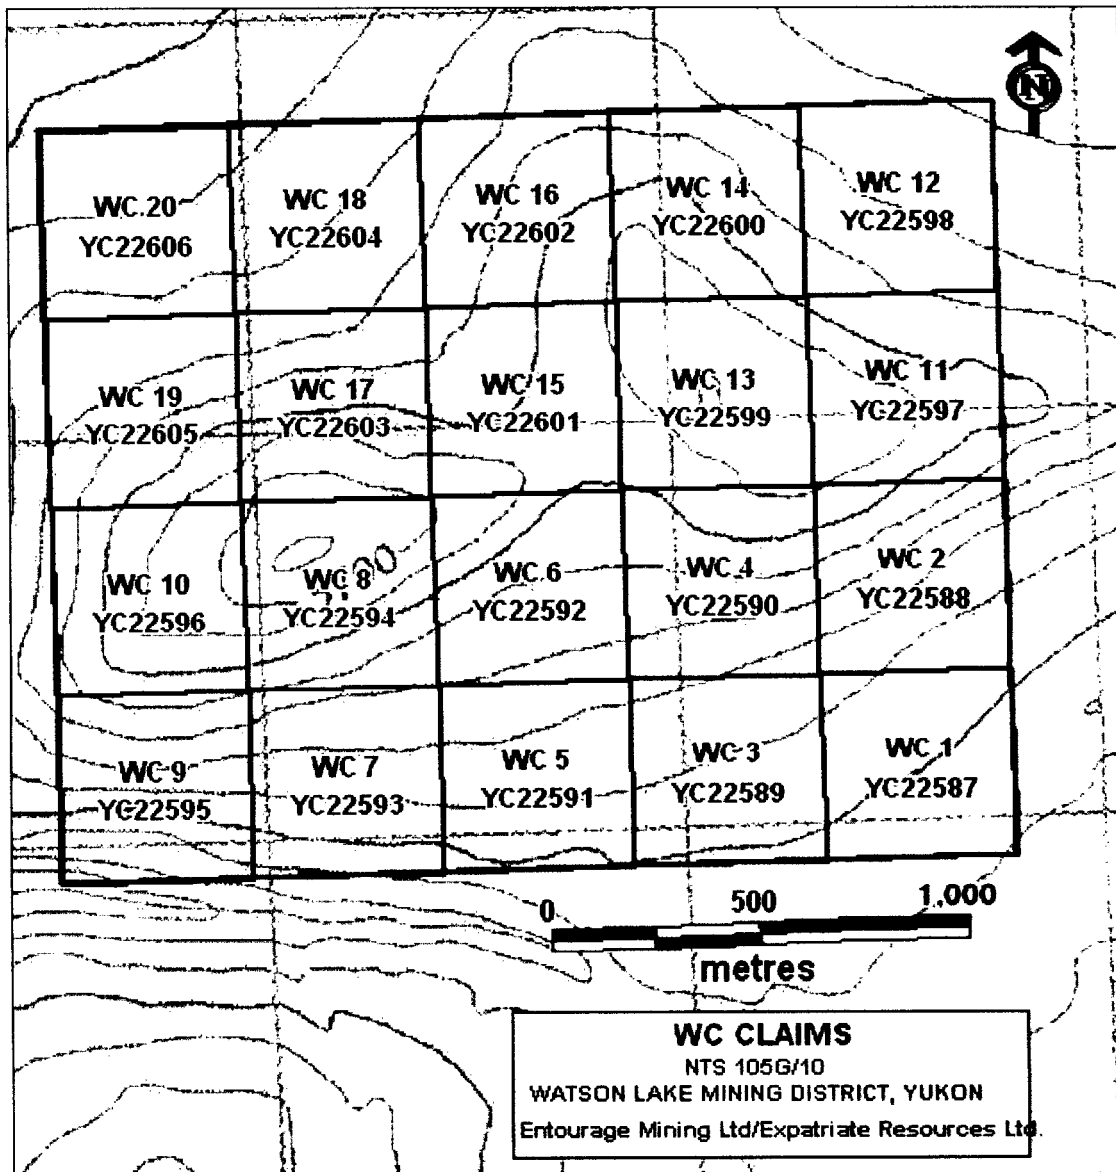 N
WC 20
YC22606
WC 18
YC22604
WC 16
YC22602
WC 14
YC22600
WC 12
YC22598
WC 19
YC22605
WC 17
YC22603
WC 15
YC22601
WC 13
YC22599
WC 11
YC22597
WC 10
YC22596
WC 8
YC22594
WC 6
YC22592
WC 4
YC22590
WC 2
YC22588
WC 9
YC22595
WC 7
YC22593
WC 5
YC22591
WC 3
YC22589
WC 1
YC22587
0 500 1,000
metres
WC CLAIMS
NTS 105G/10
WATSON LAKE MINING DISTRICT, YUKON
Entourage Mining Ltd/Expatriate Resources Ltd.